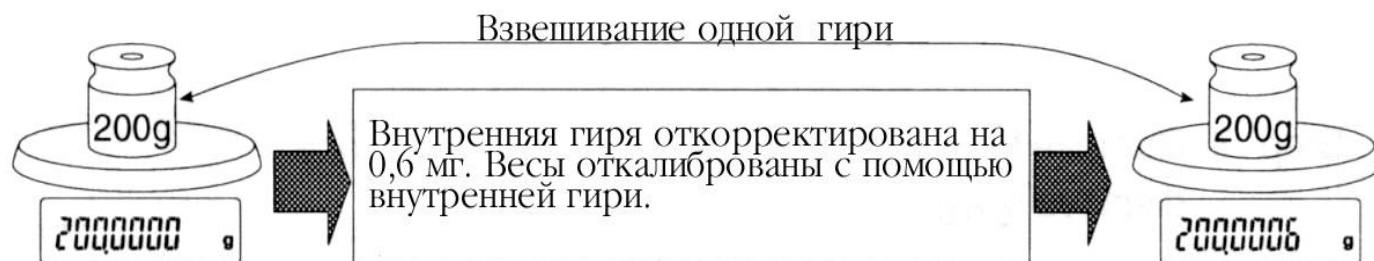 Взвешивание одной гири
200g
200g
Внутренняя гиря откорректирована на
0,6 мг. Весы откалиброваны с помощью
внутренней гири.
200.0000 g
200.0006 g